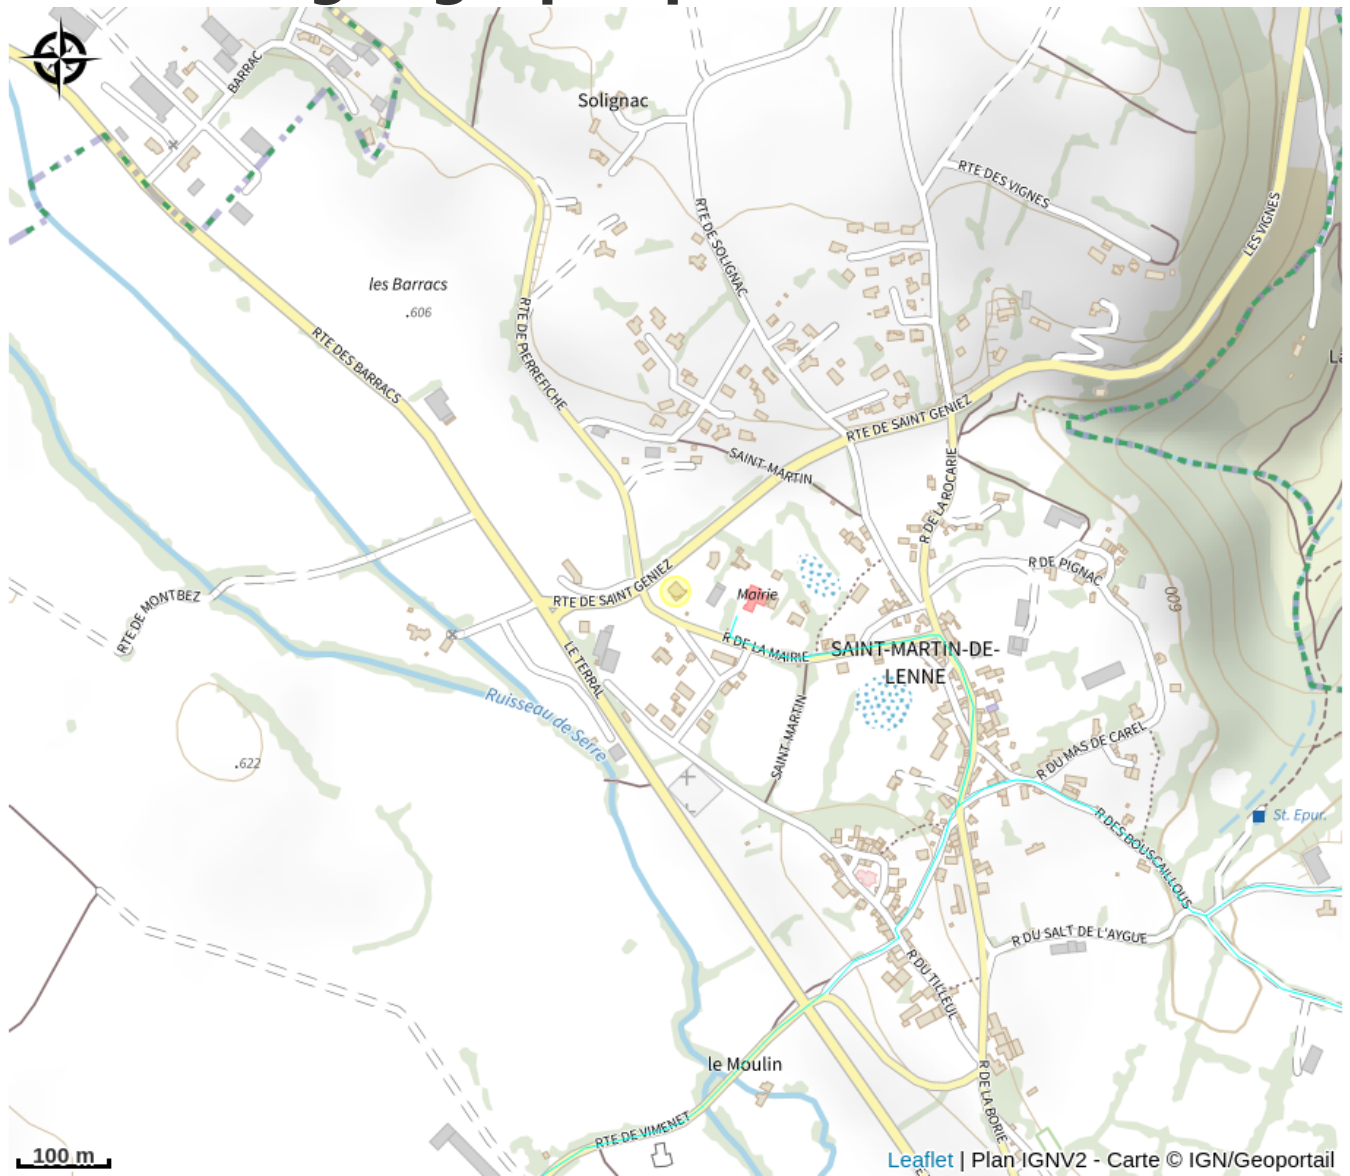 BARRAC
Solignac
RTE DES VIGNES
RTE DE SOLIGNAC
LES VIGNES
les Barracs
.606
RTE DE PIERREFICHE
RTE DES BARRACS
RTE DE SAINT GENIEZ
SAINT-MARTIN
R DE LA ROCARIE
R DE PIGNAC
600
RTE DE SAINT GENIEZ
Mairie
RTE DE MONTBEZ
R DE LA MAIRIE
SAINT-MARTIN-DE-
LENNE
LE TERRAL
Ruisseau de Serre
SAINT-MARTIN
R DU MAS DE CAREL
.622
R DES BOUSCAILLOUS
St. Epur.
R DU SALT DE L'AYGUE
R DU TILLEUL
le Moulin
R DE LA BORIE
RTE DE VIMENET
100 m
Leaflet | Plan IGNV2 - Carte © IGN/Geoportail